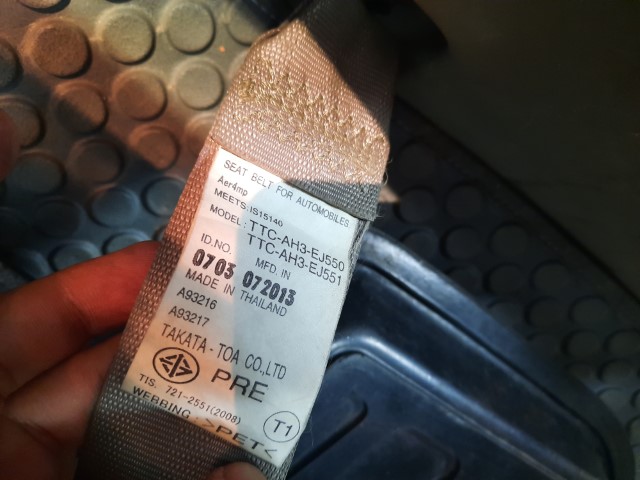 SEAT BELT FOR AUTOMOBILES
Aer4mp
MEETS:IS15140
MODEL: TTC-AH3-EJ550
TTC-AH3-EJ551
ID.NO. MFD. IN
0703 072013
MADE IN THAILAND
A93216
A93217
TAKATA-TOA CO.,LTD
PRE
TIS. 721-2551(2008)
T1
WEBBING >PET<